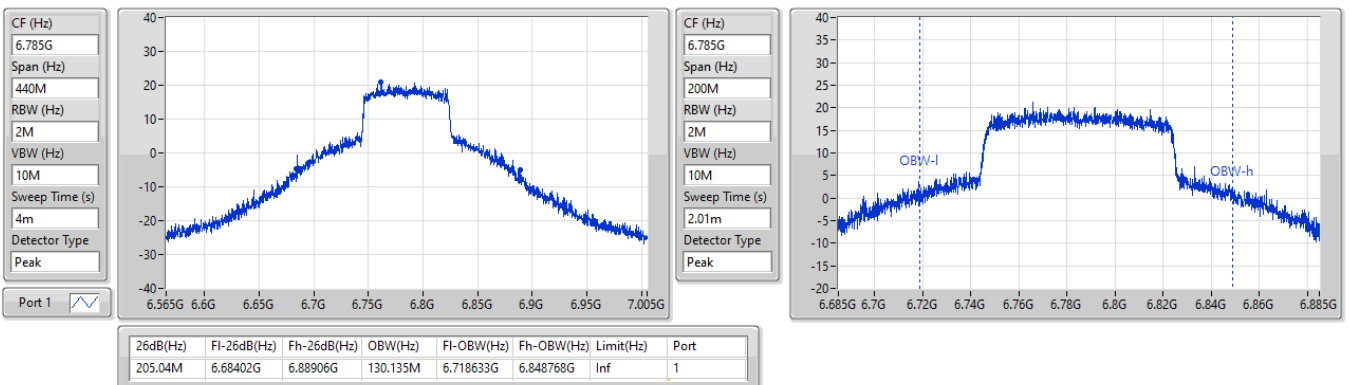 CF (Hz)
6.785G
Span (Hz)
440M
RBW (Hz)
2M
VBW (Hz)
10M
Sweep Time (s)
4m
Detector Type
Peak
Port 1
40
30
20
10
0
-10
-20
-30
-40
6.565G 6.6G 6.65G 6.7G 6.75G 6.8G 6.85G 6.9G 6.95G 7.005G
CF (Hz)
6.785G
Span (Hz)
200M
RBW (Hz)
2M
VBW (Hz)
10M
Sweep Time (s)
2.01m
Detector Type
Peak
40
35
30
25
20
15
10
5
0
-5
-10
-15
-20
OBW-l
OBW-h
6.685G 6.7G 6.72G 6.74G 6.76G 6.78G 6.8G 6.82G 6.84G 6.86G 6.885G
26dB(Hz) Fl-26dB(Hz) Fh-26dB(Hz) OBW(Hz) Fl-OBW(Hz) Fh-OBW(Hz) Limit(Hz) Port
205.04M 6.68402G 6.88906G 130.135M 6.718633G 6.848768G Inf 1